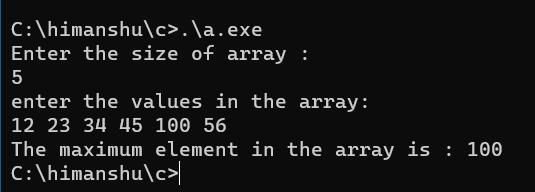 C:\himanshu\c>.\a.exe
Enter the size of array :
5
enter the values in the array:
12 23 34 45 100 56
The maximum element in the array is : 100
C:\himanshu\c>